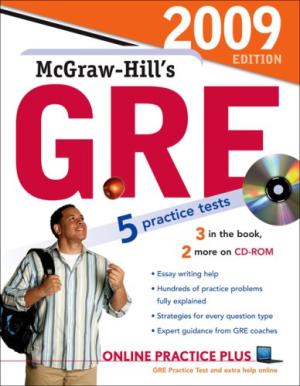 2009
EDITION
McGraw-Hill's
GRE
5 practice tests
3 in the book,
2 more on CD-ROM
• Essay writing help
• Hundreds of practice problems
fully explained
• Strategies for every question type
• Expert guidance from GRE coaches
ONLINE PRACTICE PLUS
GRE Practice Test and extra help online